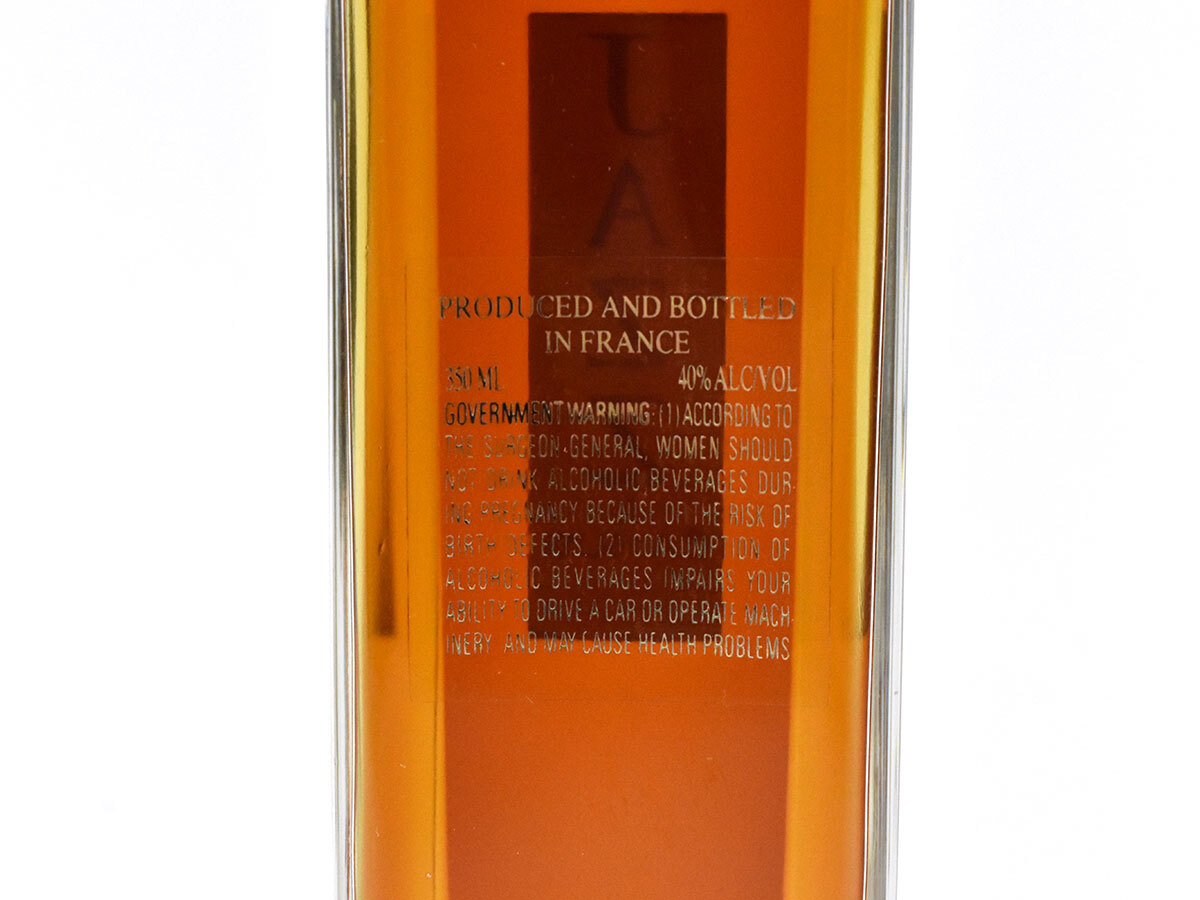 PRODUCED AND BOTTLED
IN FRANCE
350 ML 40% ALC/VOL
GOVERNMENT WARNING: (1) ACCORDING TO
THE SURGEON GENERAL, WOMEN SHOULD
NOT DRINK ALCOHOLIC BEVERAGES DUR-
ING PREGNANCY BECAUSE OF THE RISK OF
BIRTH DEFECTS. (2) CONSUMPTION OF
ALCOHOLIC BEVERAGES IMPAIRS YOUR
ABILITY TO DRIVE A CAR OR OPERATE MACH-
INERY, AND MAY CAUSE HEALTH PROBLEMS